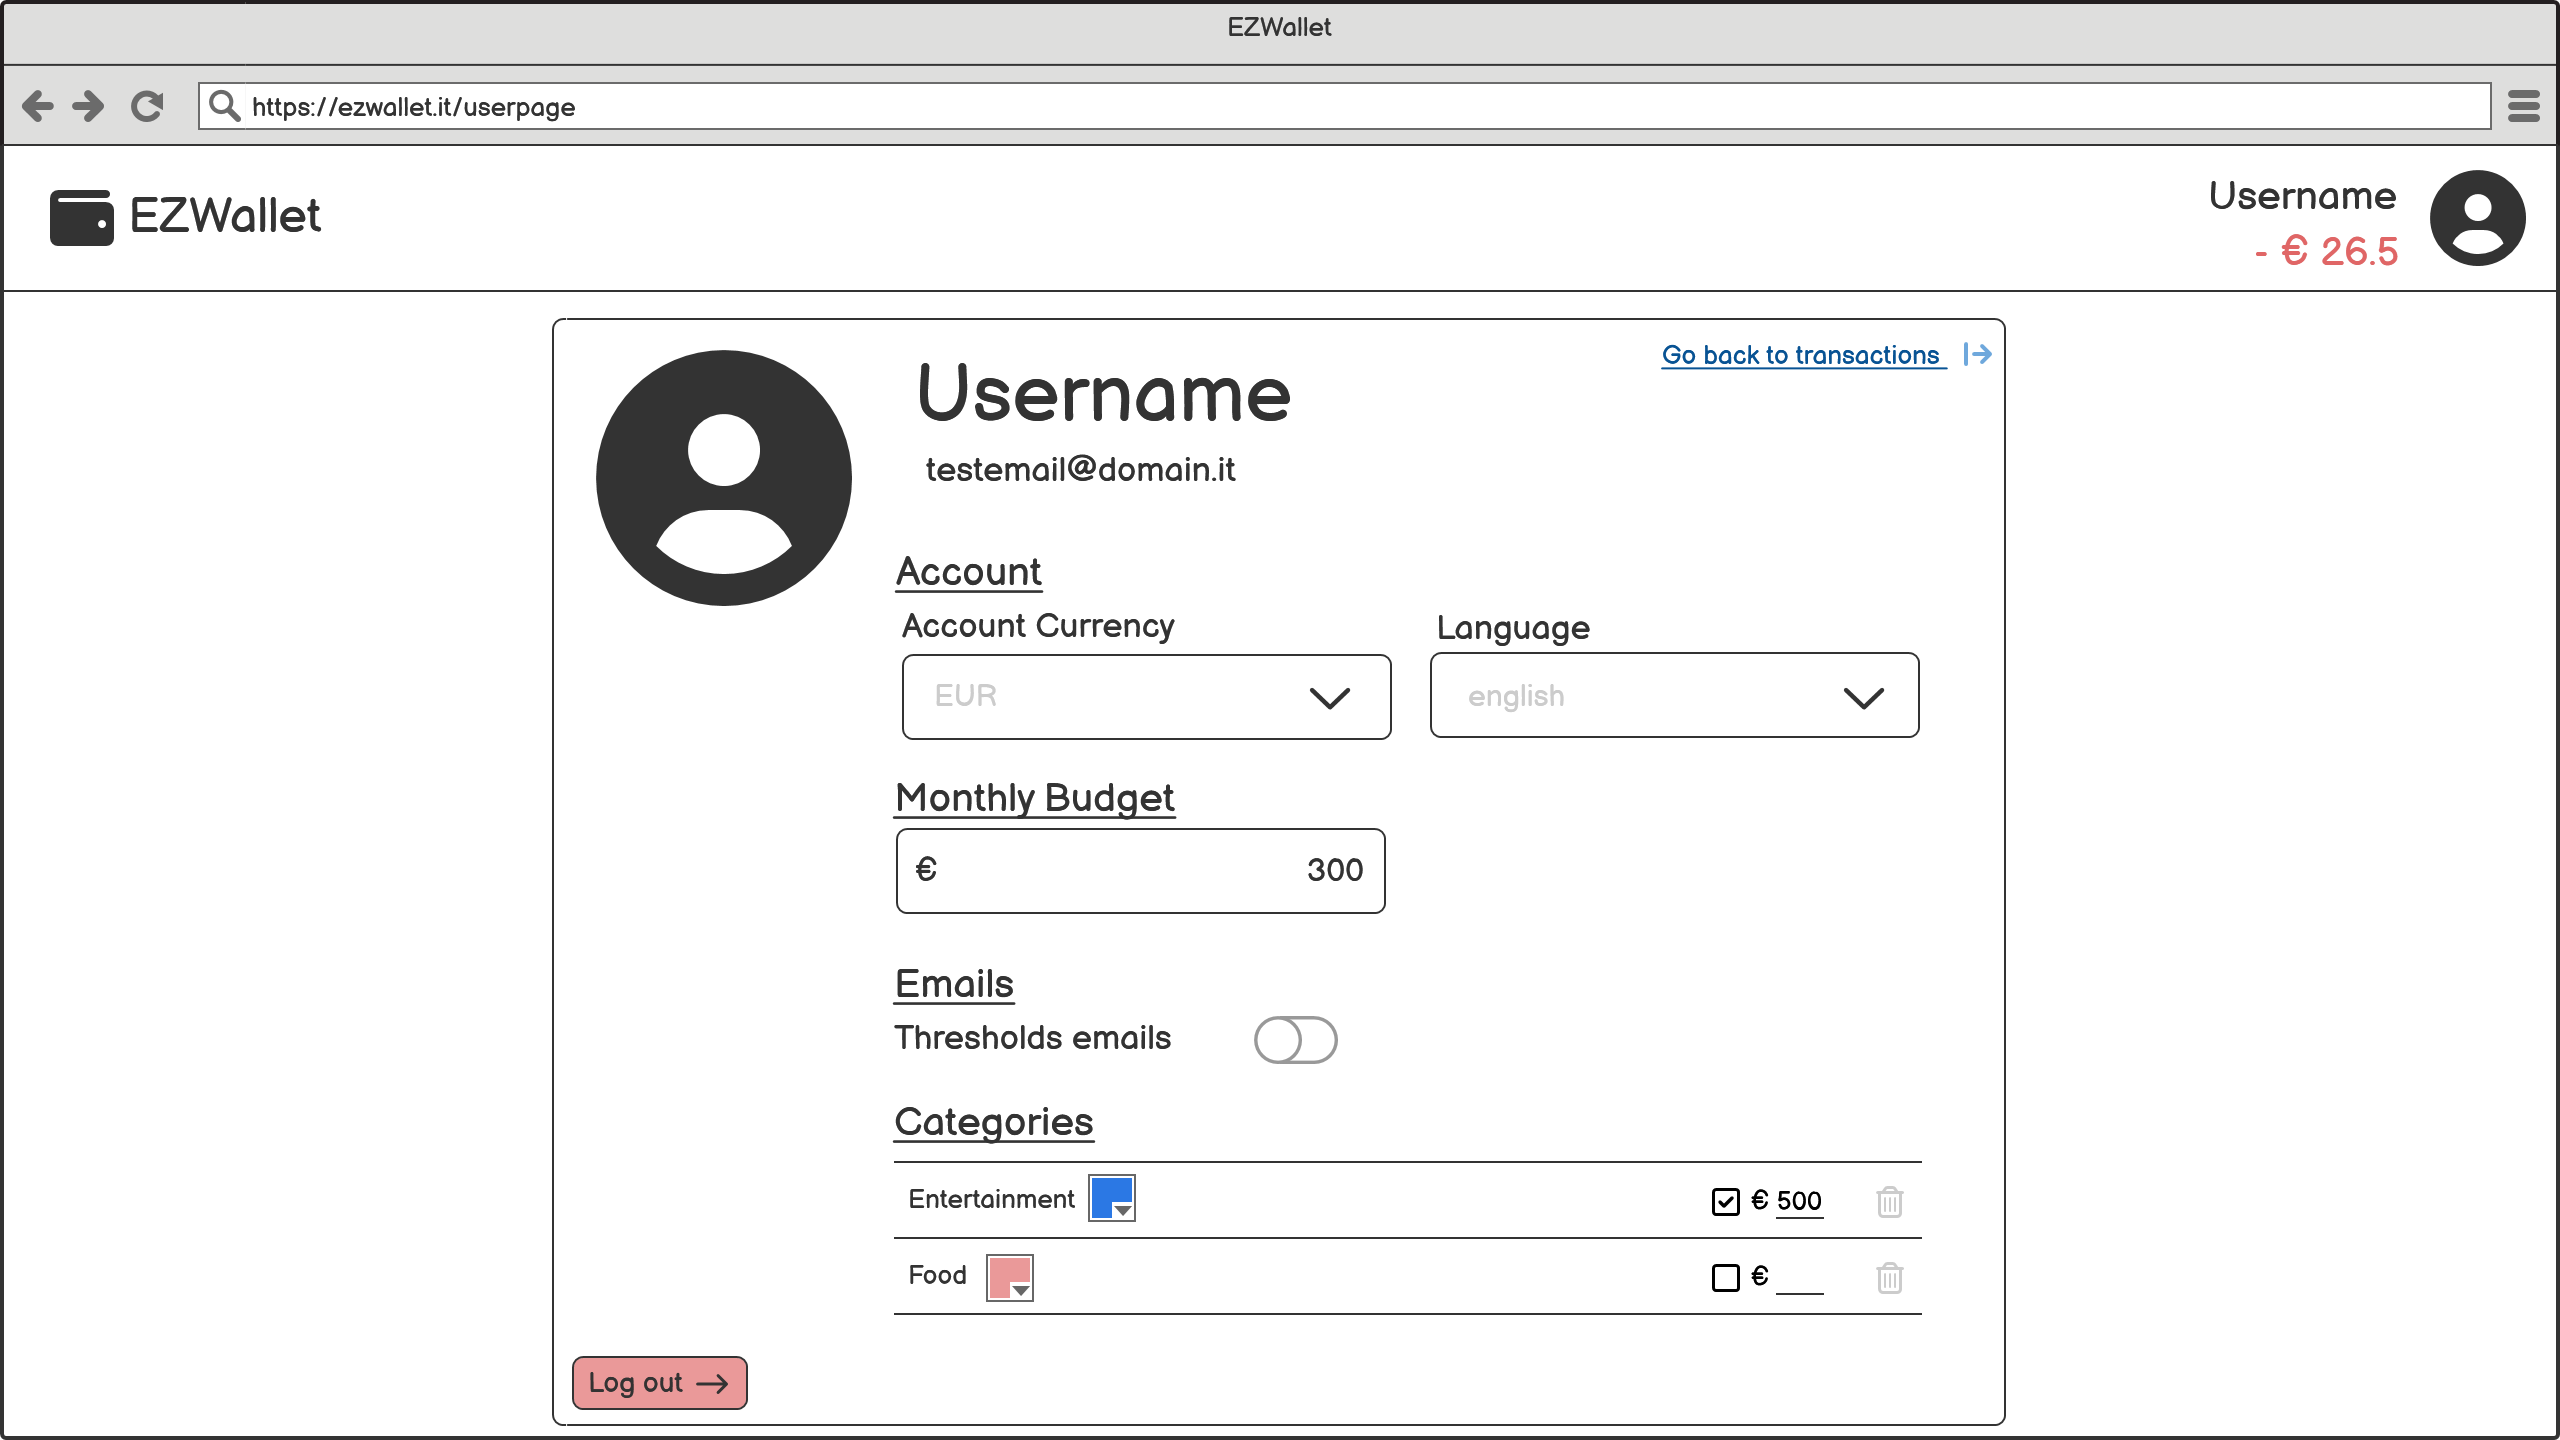 EZWallet
https://ezwallet.it/userpage
EZWallet
Username
- € 26.5
Go back to transactions
Username
testemail@domain.it
Account
Account Currency
Language
EUR
english
Monthly Budget
€ 300
Emails
Thresholds emails
Categories
Entertainment € 500
Food €
Log out